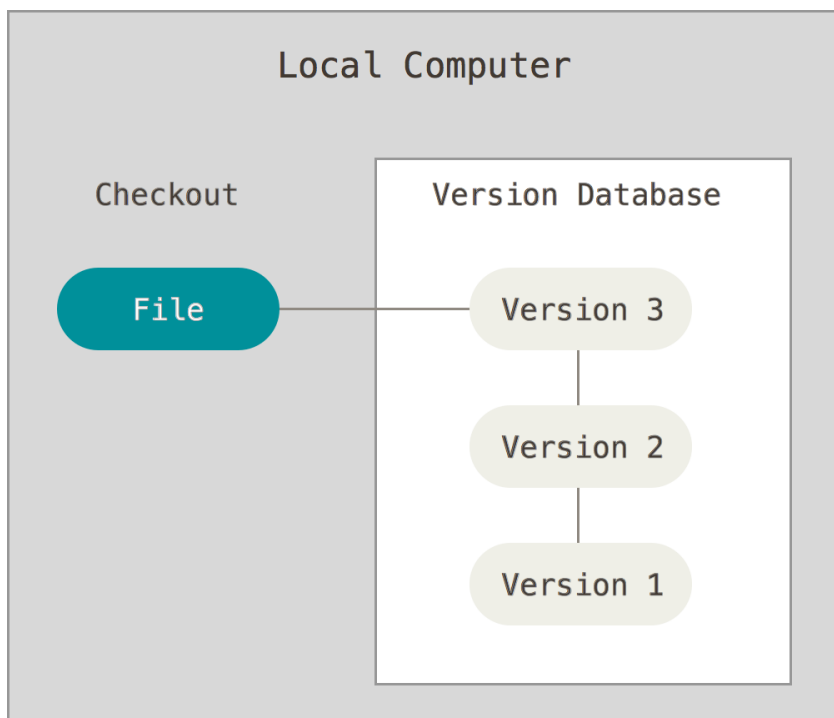 Local Computer
Checkout
Version Database
File
Version 3
Version 2
Version 1